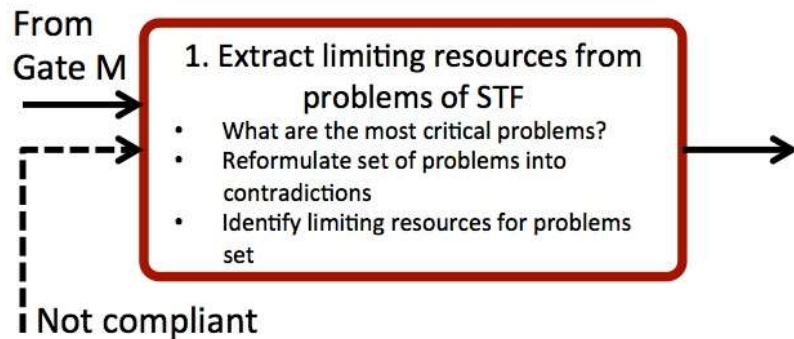 From
Gate M
1. Extract limiting resources from
problems of STF
• What are the most critical problems?
• Reformulate set of problems into
contradictions
• Identify limiting resources for problems
set
Not compliant